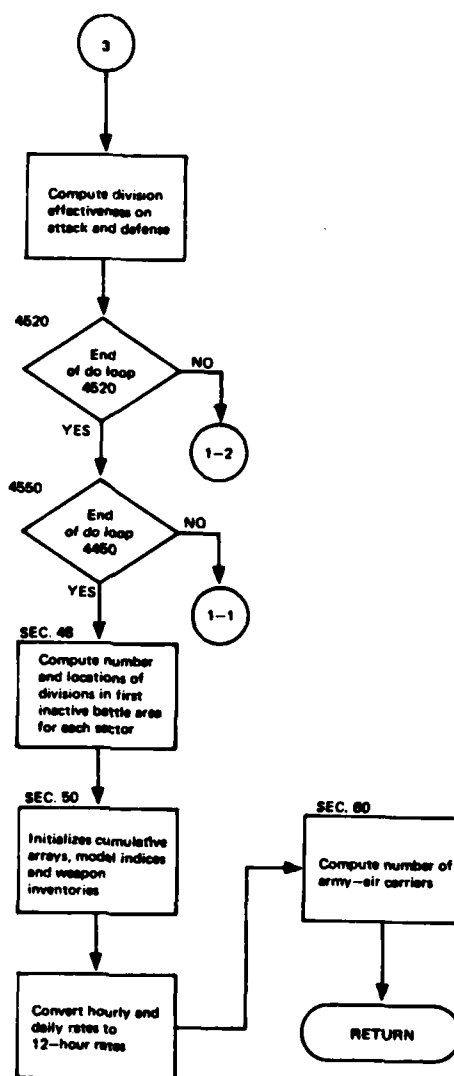 3
Compute division
effectiveness on
attack and defense
4520
End
of do loop
4520
NO
YES
1-2
4550
End
of do loop
4450
NO
YES
1-1
SEC. 46
Compute number
and locations of
divisions in first
inactive battle area
for each sector
SEC. 50
Initializes cumulative
arrays, model indices
and weapon
inventories
Convert hourly and
daily rates to
12-hour rates
SEC. 60
Compute number of
army-air carriers
RETURN